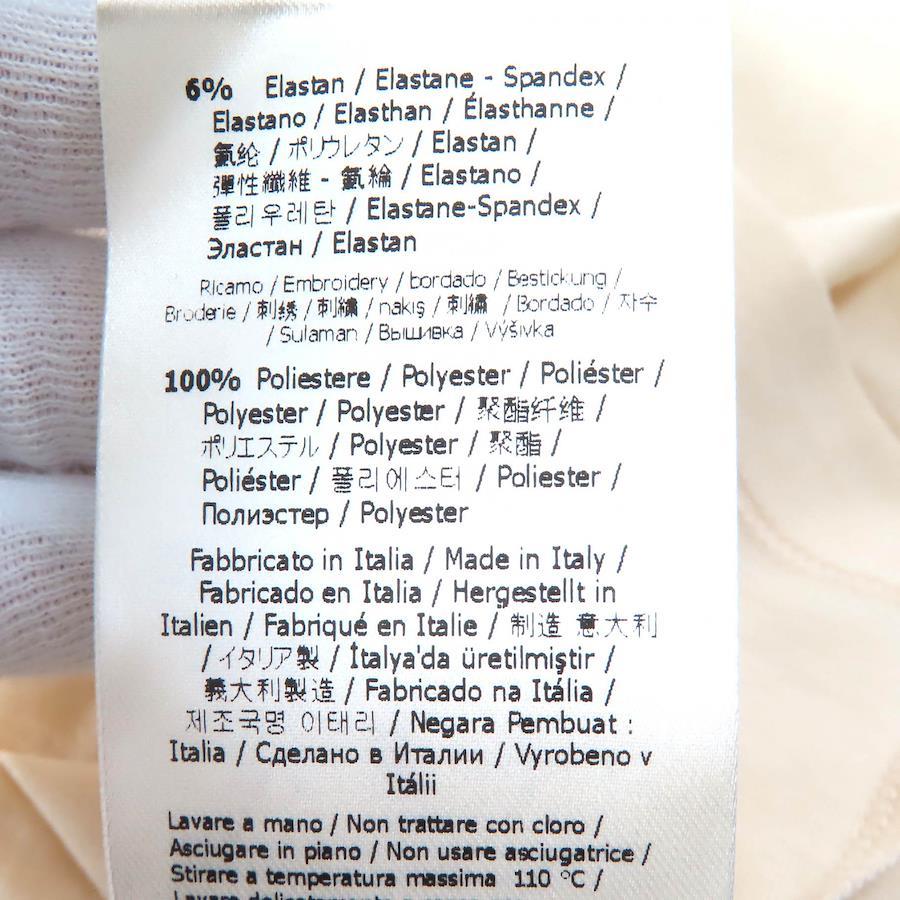 6% Elastan / Elastane - Spandex /
Elastano / Elasthan / Élasthanne /
氨纶 / ポリウレタン / Elastan /
彈性纖維 - 氨綸 / Elastano /
폴리우레탄 / Elastane-Spandex /
Эластан / Elastan
Ricamo / Embroidery / bordado / Bestickung /
Broderie / 刺绣 / 刺繍 / nakış / 刺繡 / Bordado / 자수
/ Sulaman / Вышивка / Výšivka
100% Poliestere / Polyester / Poliéster /
Polyester / Polyester / 聚酯纤维 /
ポリエステル / Polyester / 聚酯 /
Poliéster / 폴리에스터 / Poliester /
Полиэстер / Polyester
Fabbricato in Italia / Made in Italy /
Fabricado en Italia / Hergestellt in
Italien / Fabriqué en Italie / 制造 意大利
/ イタリア製 / İtalya'da üretilmiştir /
義大利製造 / Fabricado na Itália /
제조국명 이태리 / Negara Pembuat :
Italia / Сделано в Италии / Vyrobeno v
Itálii
Lavare a mano / Non trattare con cloro /
Asciugare in piano / Non usare asciugatrice /
Stirare a temperatura massima 110 °C /
Lavare delicatamente a